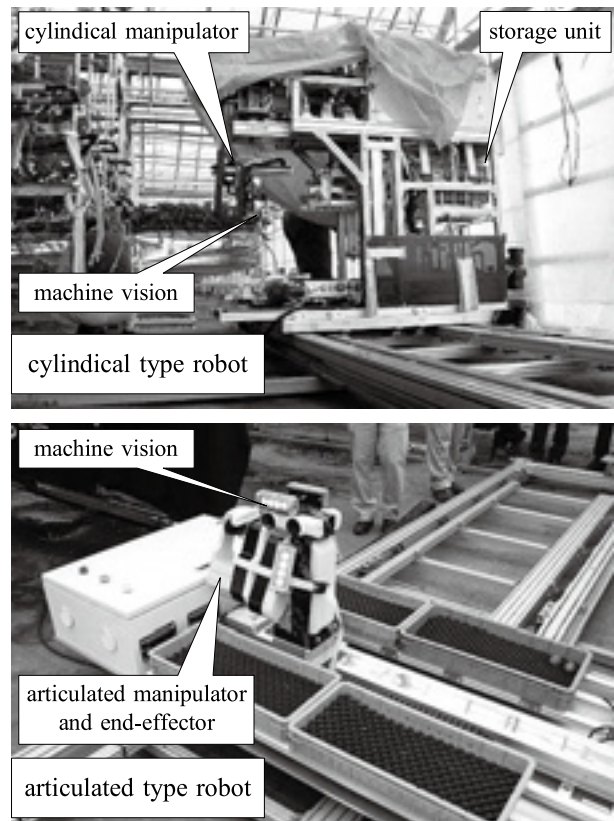 cylindical manipulator
storage unit
machine vision
cylindical type robot
machine vision
articulated manipulator
and end-effector
articulated type robot